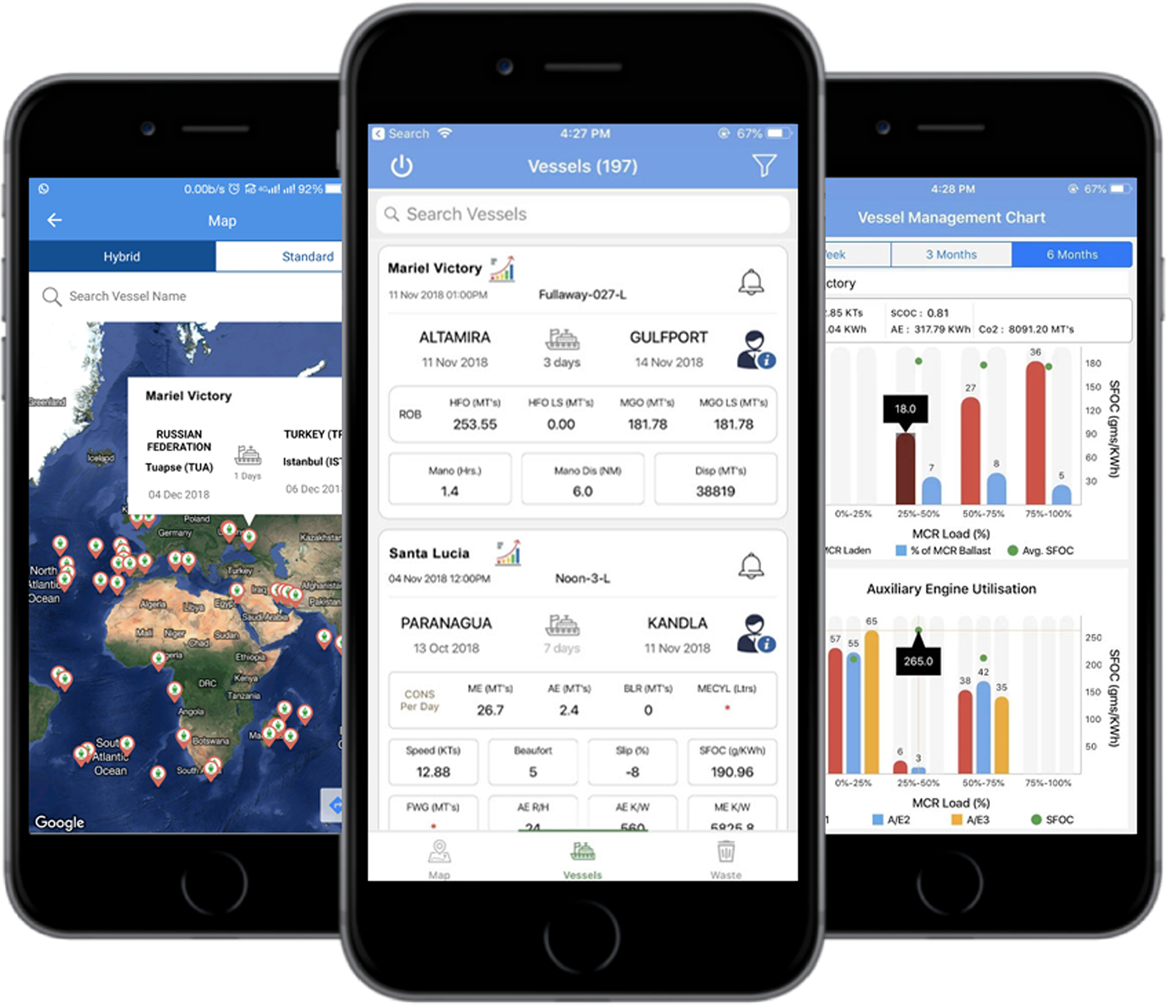 0.00b/s 4G 92%
Map
Hybrid
Standard
Search Vessel Name
Greenland
Iceland
Mariel Victory
RUSSIAN
FEDERATION
Tuapse (TUA)
04 Dec 2018
1 Days
TURKEY (TR
Istanbul (IST
06 Dec 2018
Poland
Germany
Kazakhstan
Turkey
North
Atlantic
Ocean
Iraq
Afghanistan
Pakistan
Algeria
Libya
Egypt
Saudi Arabia
Mali
Niger
Chad
Sudan
Ethiopia
Kenya
DRC
Tanzania
Angola
Botswana
South
Atlantic
Ocean
Google
Search
4:27 PM
67%
Vessels (197)
Search Vessels
Mariel Victory
11 Nov 2018 01:00PM
Fullaway-027-L
ALTAMIRA
GULFPORT
11 Nov 2018
3 days
14 Nov 2018
ROB
HFO (MT's)
HFO LS (MT's)
MGO (MT's)
MGO LS (MT's)
253.55
0.00
181.78
181.78
Mano (Hrs.)
Mano Dis (NM)
Disp (MT's)
1.4
6.0
38819
Santa Lucia
04 Nov 2018 12:00PM
Noon-3-L
PARANAGUA
KANDLA
13 Oct 2018
7 days
11 Nov 2018
CONS
Per Day
ME (MT's)
AE (MT's)
BLR (MT's)
MECYL (Ltrs)
26.7
2.4
0
*
Speed (KTs)
Beaufort
Slip (%)
SFOC (g/KWh)
12.88
5
-8
190.96
FWG (MT's)
AE R/H
AE K/W
ME K/W
*
24
560
5825.8
Map
Vessels
Waste
4:28 PM
67%
Vessel Management Chart
eek
3 Months
6 Months
ctory
.85 KTs
SCOC : 0.81
.04 KWh
AE : 317.79 KWh
Co2 : 8091.20 MT's
36
27
18.0
7
8
5
180
150
120
90
60
30
SFOC (gms/KWh)
0%-25%
25%-50%
50%-75%
75%-100%
MCR Load (%)
MCR Laden
% of MCR Ballast
Avg. SFOC
Auxiliary Engine Utilisation
57
55
65
265.0
6
3
38
42
35
250
200
150
100
50
SFOC (gms/KWh)
0%-25%
25%-50%
50%-75%
75%-100%
MCR Load (%)
1
A/E2
A/E3
SFOC